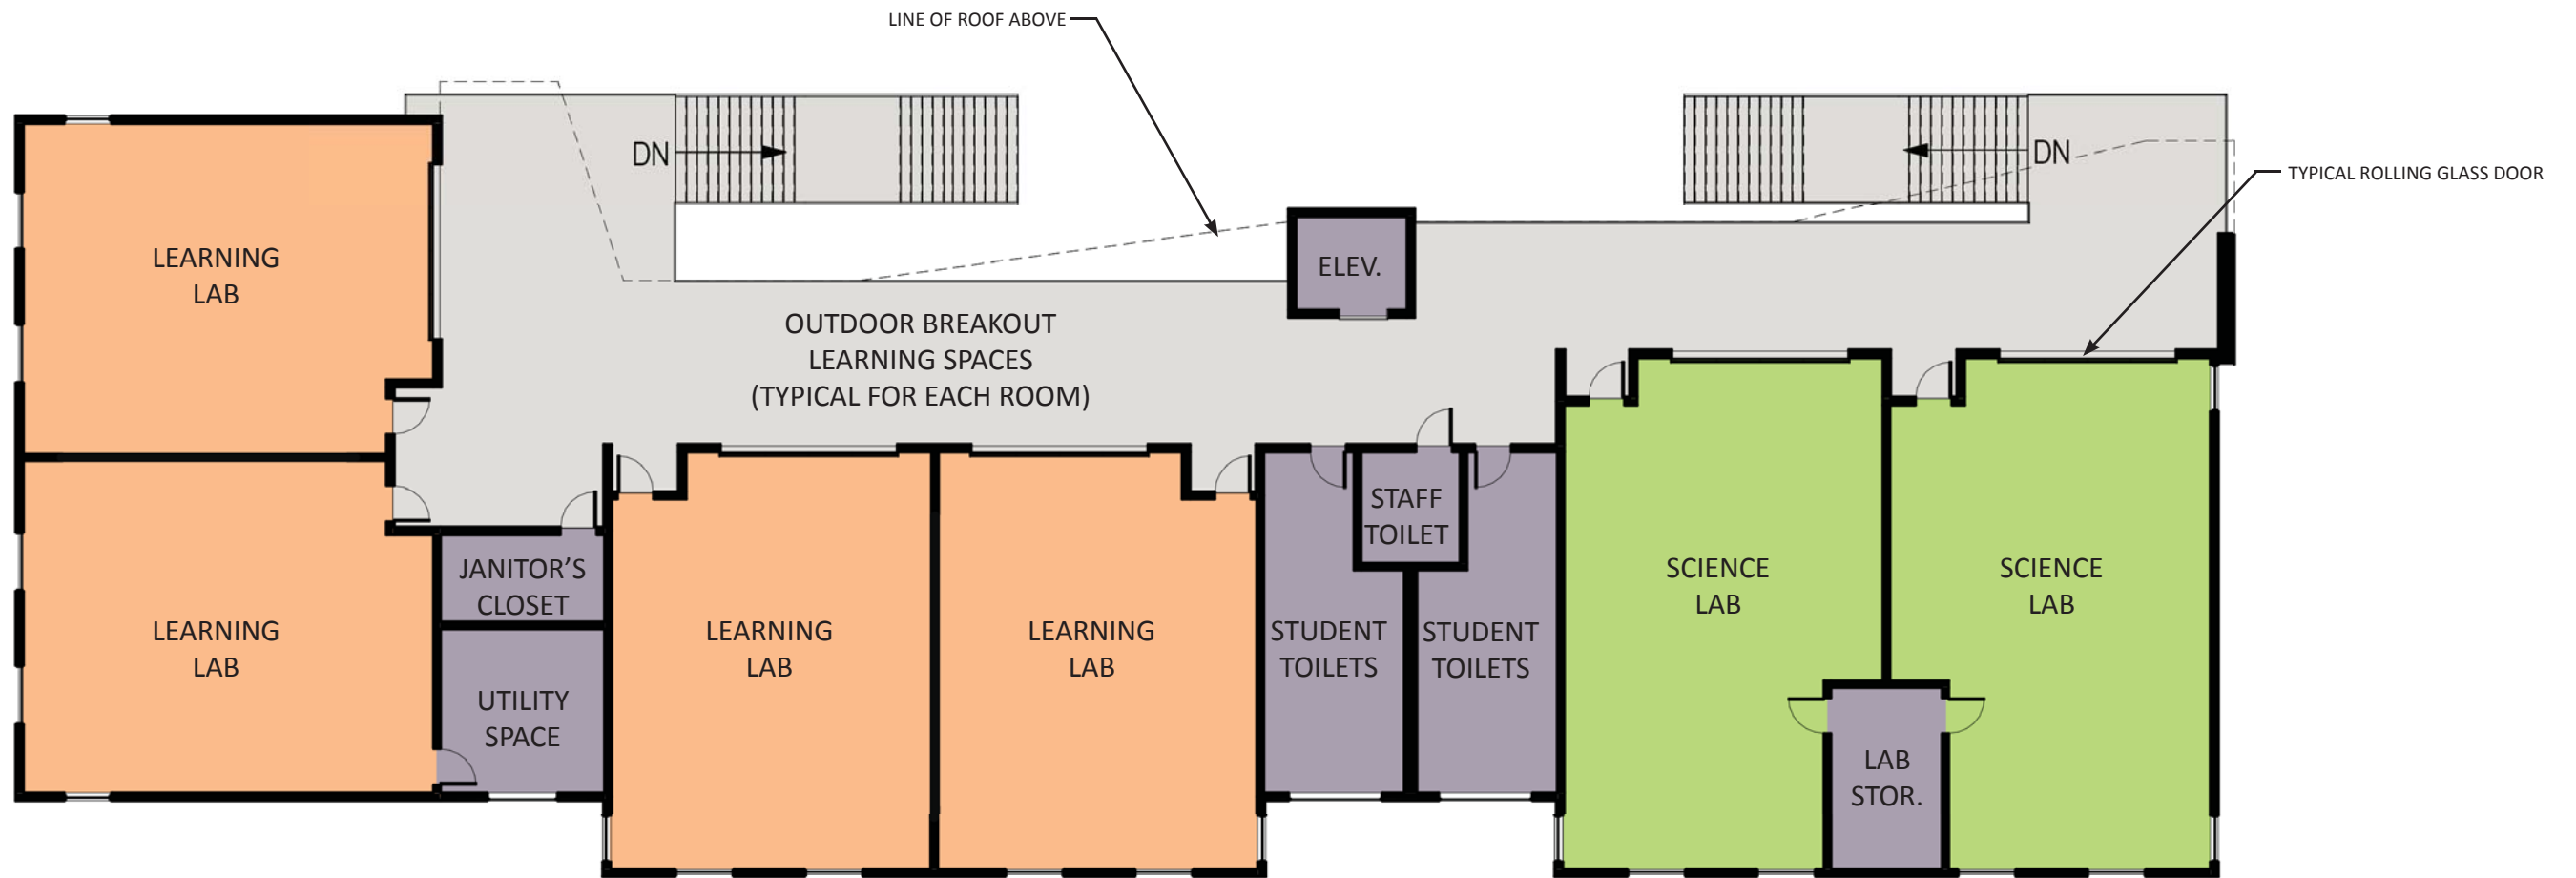 LINE OF ROOF ABOVE
DN
DN
TYPICAL ROLLING GLASS DOOR
LEARNING
LAB
ELEV.
OUTDOOR BREAKOUT
LEARNING SPACES
(TYPICAL FOR EACH ROOM)
STAFF
TOILET
JANITOR'S
CLOSET
SCIENCE
LAB
SCIENCE
LAB
LEARNING
LAB
LEARNING
LAB
LEARNING
LAB
STUDENT
TOILETS
STUDENT
TOILETS
UTILITY
SPACE
LAB
STOR.